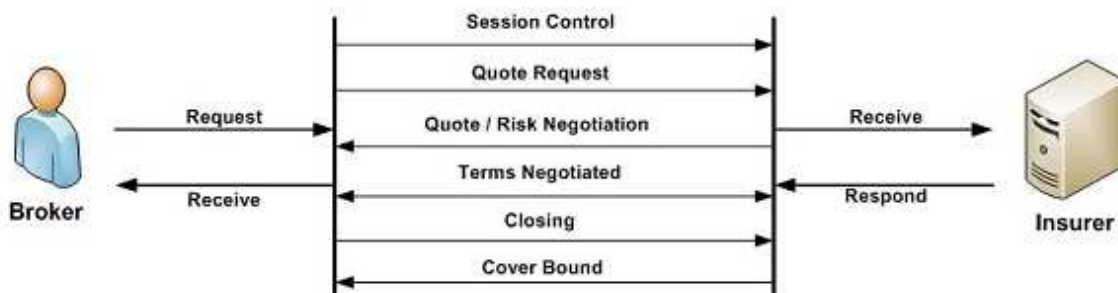 Session Control
Quote Request
Request
Quote / Risk Negotiation
Receive
Terms Negotiated
Receive
Respond
Broker
Closing
Insurer
Cover Bound